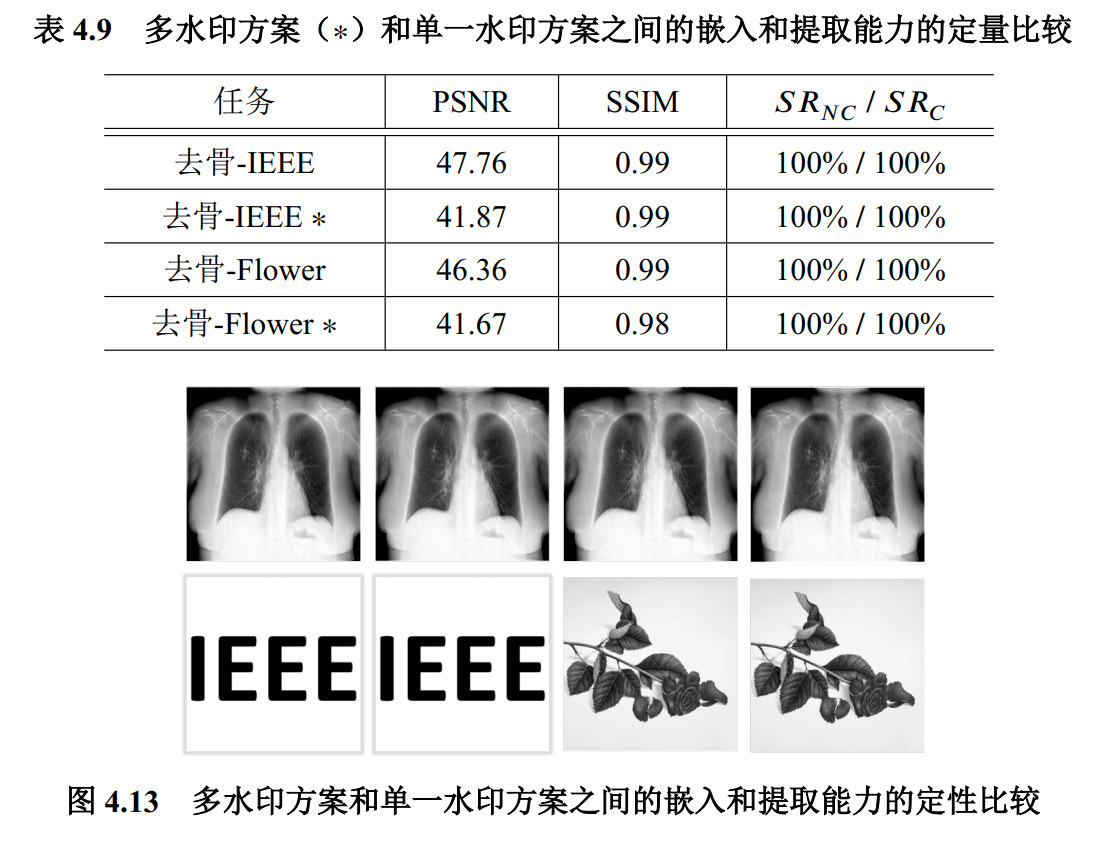 表 4.9 多水印方案（*）和单一水印方案之间的嵌入和提取能力的定量比较
任务 PSNR SSIM SR_NC / SR_C
去骨-IEEE 47.76 0.99 100% / 100%
去骨-IEEE * 41.87 0.99 100% / 100%
去骨-Flower 46.36 0.99 100% / 100%
去骨-Flower * 41.67 0.98 100% / 100%
IEEE IEEE
图 4.13 多水印方案和单一水印方案之间的嵌入和提取能力的定性比较